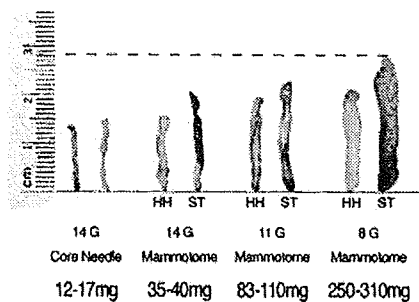 3
2
1
cm
HH ST HH ST HH ST
14 G 14 G 11 G 8 G
Core Needle Mammotome Mammotome Mammotome
12-17mg 35-40mg 83-110mg 250-310mg